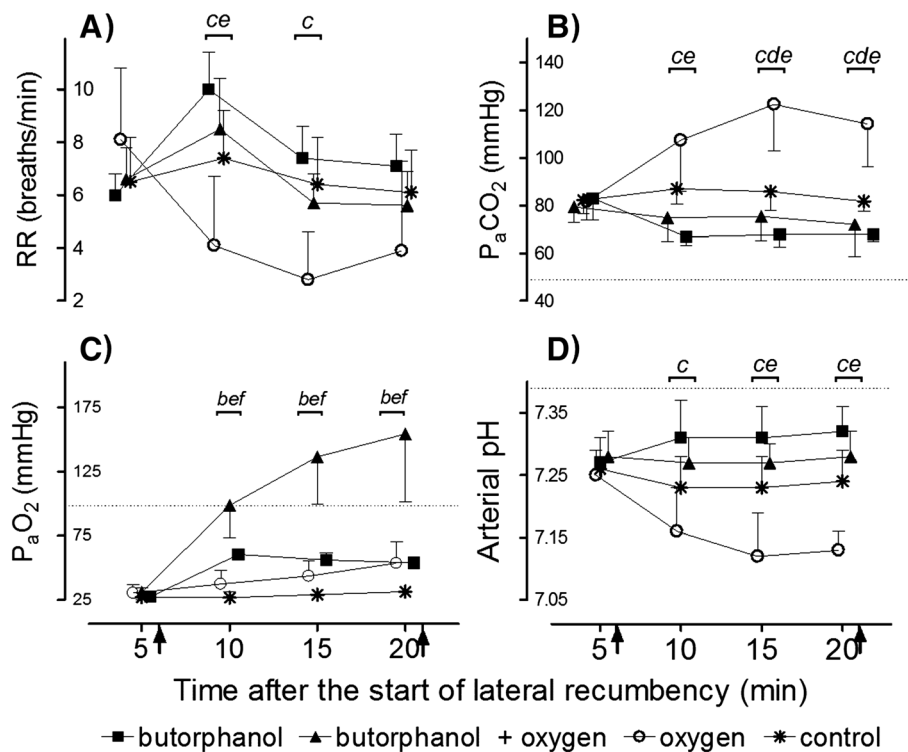 A)
ce
c
RR (breaths/min)
10
8
6
4
2
B)
ce
cde
cde
PaCO2 (mmHg)
140
120
100
80
60
40
C)
bef
bef
bef
PaO2 (mmHg)
175
125
75
25
5
10
15
20
D)
c
ce
ce
Arterial pH
7.35
7.25
7.15
7.05
5
10
15
20
Time after the start of lateral recumbency (min)
butorphanol butorphanol + oxygen oxygen control